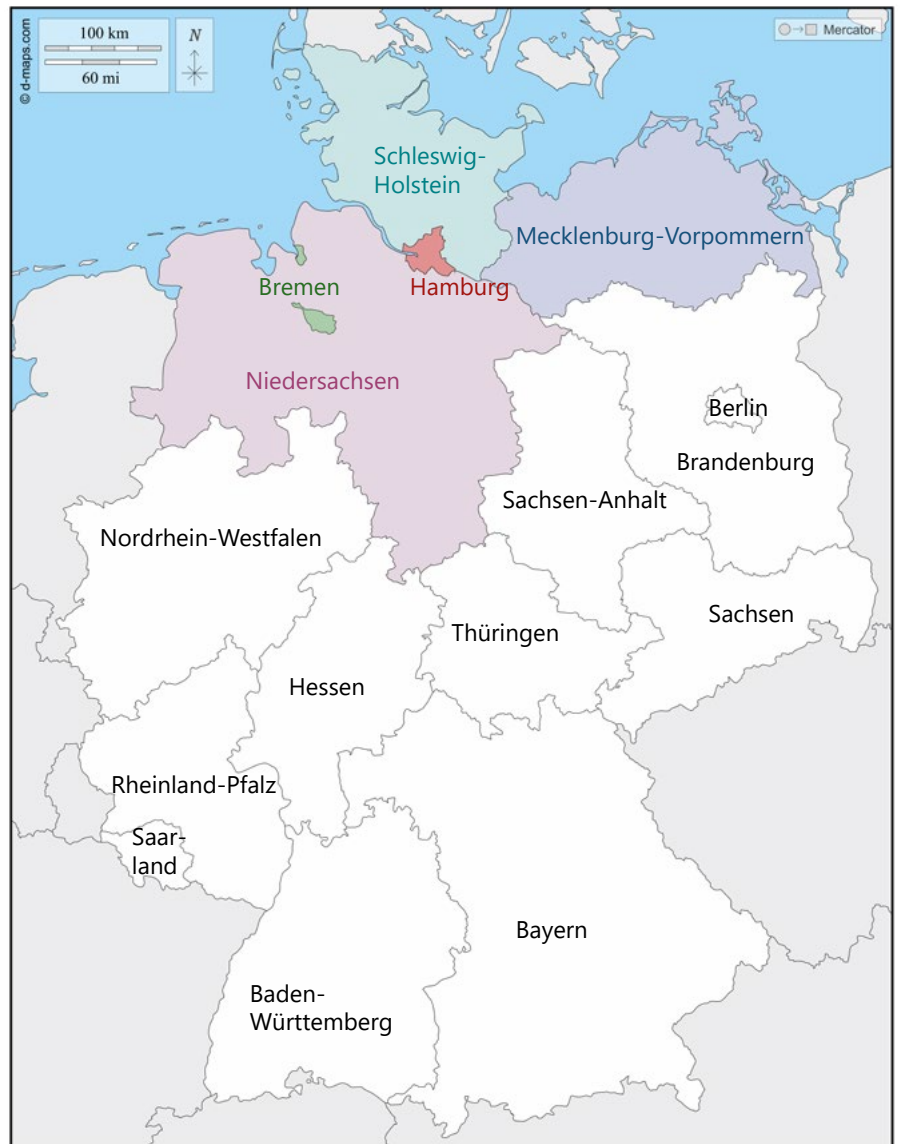 © d-maps.com
100 km
60 mi
N
Mercator
Schleswig-
Holstein
Mecklenburg-Vorpommern
Bremen
Hamburg
Niedersachsen
Berlin
Brandenburg
Sachsen-Anhalt
Nordrhein-Westfalen
Sachsen
Thüringen
Hessen
Rheinland-Pfalz
Saar-
land
Bayern
Baden-
Württemberg